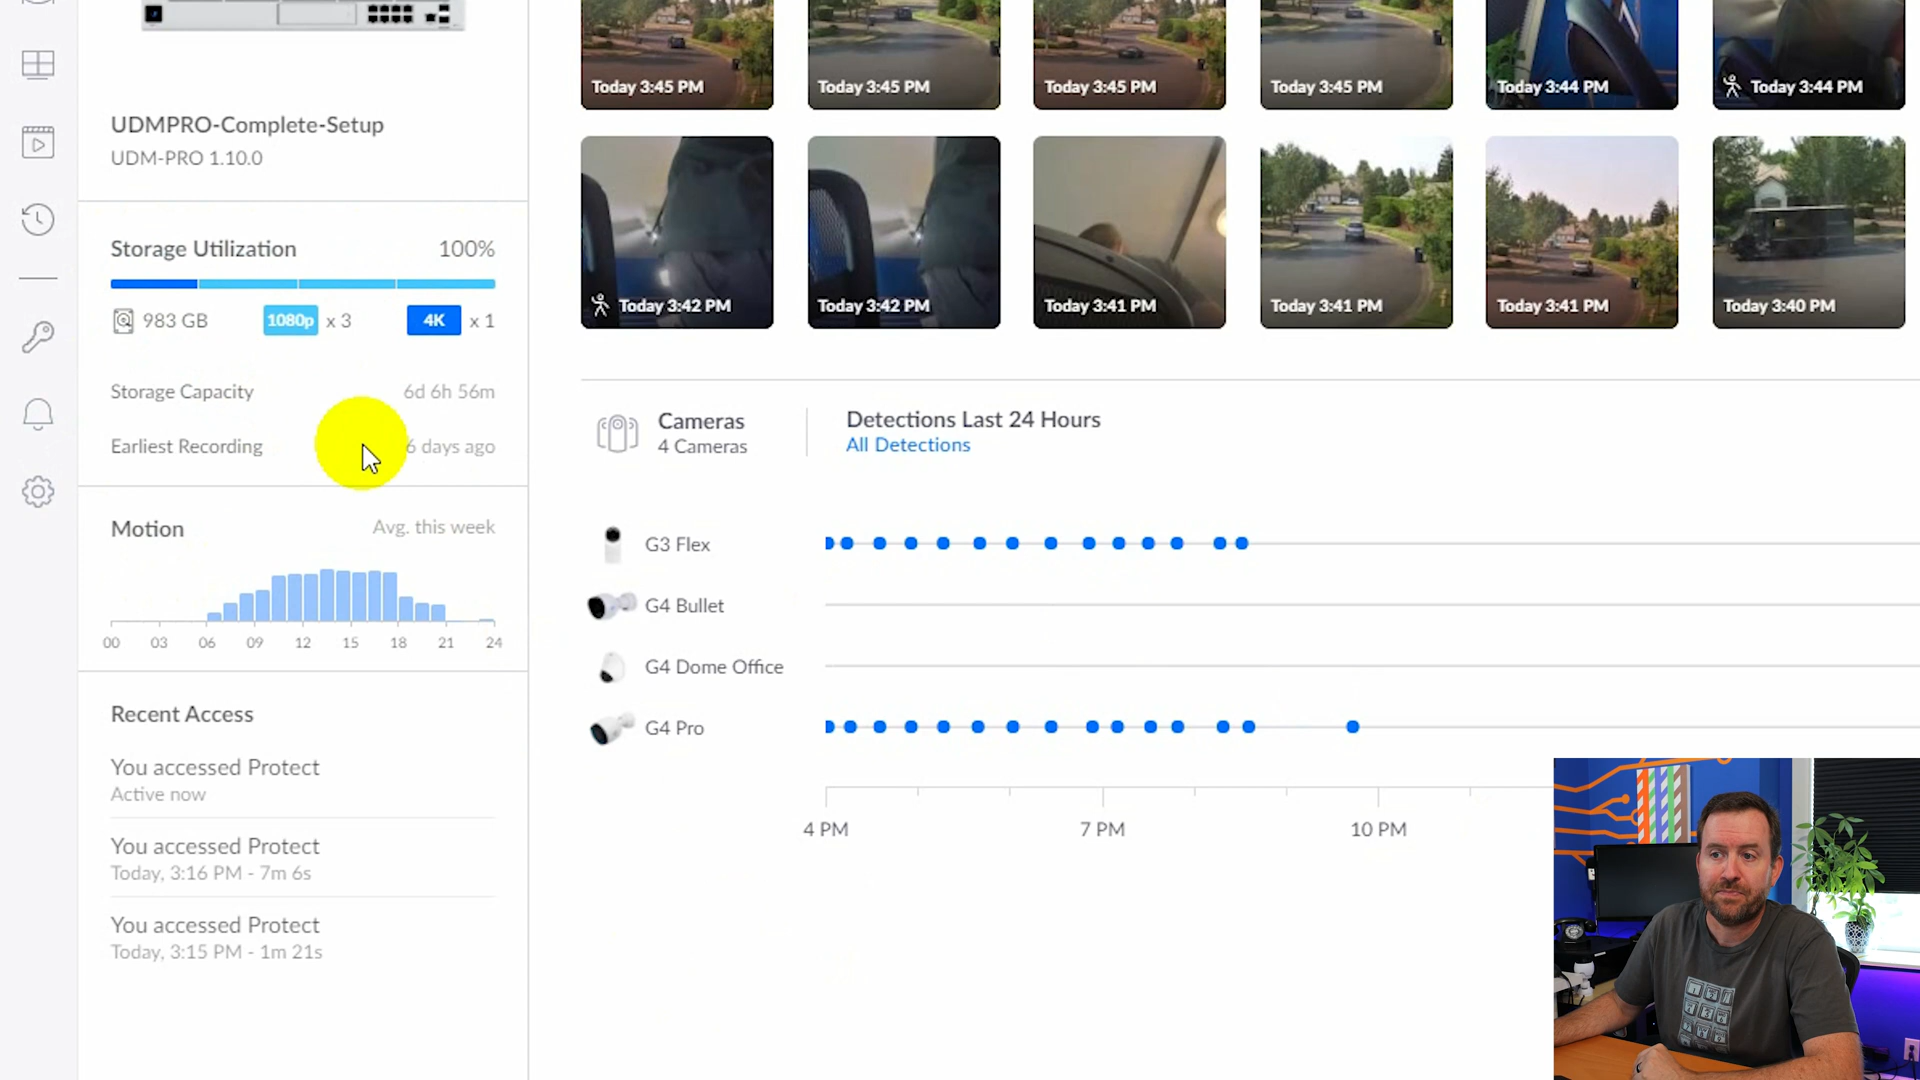 Today 3:45 PM
Today 3:45 PM
Today 3:45 PM
Today 3:45 PM
Today 3:44 PM
Today 3:44 PM
UDMPRO-Complete-Setup
UDM-PRO 1.10.0
Today 3:42 PM
Today 3:42 PM
Today 3:41 PM
Today 3:41 PM
Today 3:41 PM
Today 3:40 PM
Storage Utilization 100%
983 GB 1080p x 3 4K x 1
Storage Capacity 6d 6h 56m
Earliest Recording 6 days ago
Cameras
4 Cameras
Detections Last 24 Hours
All Detections
Motion Avg. this week
00 03 06 09 12 15 18 21 24
G3 Flex
G4 Bullet
G4 Dome Office
G4 Pro
4 PM 7 PM 10 PM
Recent Access
You accessed Protect
Active now
You accessed Protect
Today, 3:16 PM - 7m 6s
You accessed Protect
Today, 3:15 PM - 1m 21s